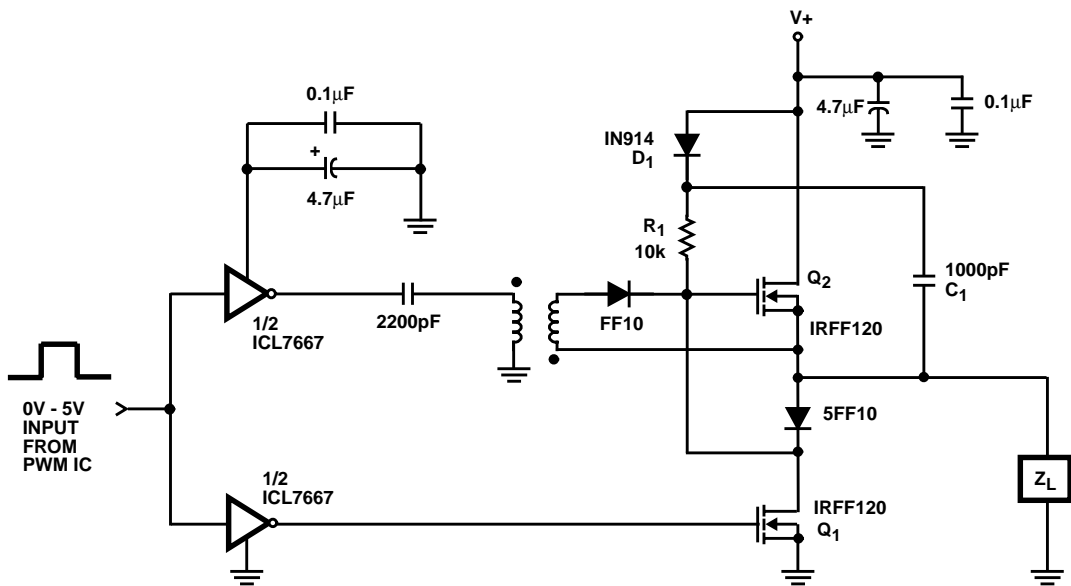 V+
0.1μF
4.7μF
0.1μF
IN914
D1
+
4.7μF
R1
10k
Q2
1000pF
C1
2200pF
FF10
1/2
ICL7667
IRFF120
0V - 5V
INPUT
FROM
PWM IC
5FF10
1/2
ICL7667
ZL
IRFF120
Q1